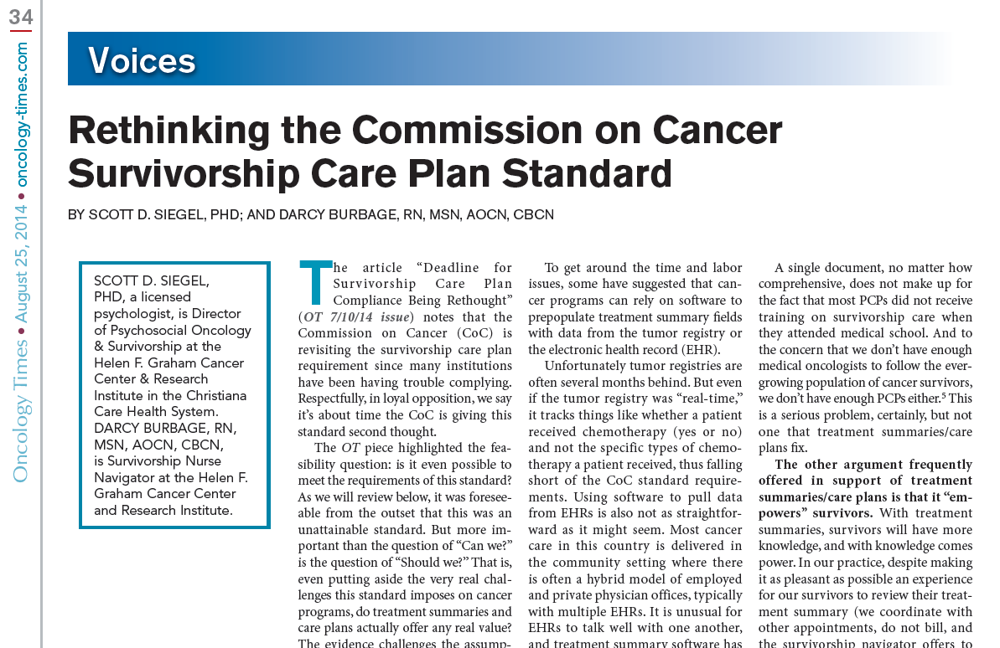 34
Oncology Times • August 25, 2014 • oncology-times.com
Voices
Rethinking the Commission on Cancer
Survivorship Care Plan Standard
BY SCOTT D. SIEGEL, PHD; AND DARCY BURBAGE, RN, MSN, AOCN, CBCN
SCOTT D. SIEGEL,
PHD, a licensed
psychologist, is Director
of Psychosocial Oncology
& Survivorship at the
Helen F. Graham Cancer
Center & Research
Institute in the Christiana
Care Health System.
DARCY BURBAGE, RN,
MSN, AOCN, CBCN,
is Survivorship Nurse
Navigator at the Helen F.
Graham Cancer Center
and Research Institute.
The article “Deadline for
Survivorship Care Plan
Compliance Being Rethought”
(OT 7/10/14 issue) notes that the
Commission on Cancer (CoC) is
revisiting the survivorship care plan
requirement since many institutions
have been having trouble complying.
Respectfully, in loyal opposition, we say
it’s about time the CoC is giving this
standard second thought.
The OT piece highlighted the fea-
sibility question: is it even possible to
meet the requirements of this standard?
As we will review below, it was foresee-
able from the outset that this was an
unattainable standard. But more im-
portant than the question of “Can we?”
is the question of “Should we?” That is,
even putting aside the very real chal-
lenges this standard imposes on cancer
programs, do treatment summaries and
care plans actually offer any real value?
The evidence challenges the assump-
To get around the time and labor
issues, some have suggested that can-
cer programs can rely on software to
prepopulate treatment summary fields
with data from the tumor registry or
the electronic health record (EHR).
Unfortunately tumor registries are
often several months behind. But even
if the tumor registry was “real-time,”
it tracks things like whether a patient
received chemotherapy (yes or no)
and not the specific types of chemo-
therapy a patient received, thus falling
short of the CoC standard require-
ments. Using software to pull data
from EHRs is also not as straightfor-
ward as it might seem. Most cancer
care in this country is delivered in
the community setting where there
is often a hybrid model of employed
and private physician offices, typically
with multiple EHRs. It is unusual for
EHRs to talk well with one another,
and treatment summary software has
A single document, no matter how
comprehensive, does not make up for
the fact that most PCPs did not receive
training on survivorship care when
they attended medical school. And to
the concern that we don’t have enough
medical oncologists to follow the ever-
growing population of cancer survivors,
we don’t have enough PCPs either.⁵ This
is a serious problem, certainly, but not
one that treatment summaries/care
plans fix.
The other argument frequently
offered in support of treatment
summaries/care plans is that it “em-
powers” survivors. With treatment
summaries, survivors will have more
knowledge, and with knowledge comes
power. In our practice, despite making
it as pleasant as possible an experience
for our survivors to review their treat-
ment summary (we coordinate with
other appointments, do not bill, and
the survivorship navigator offers to